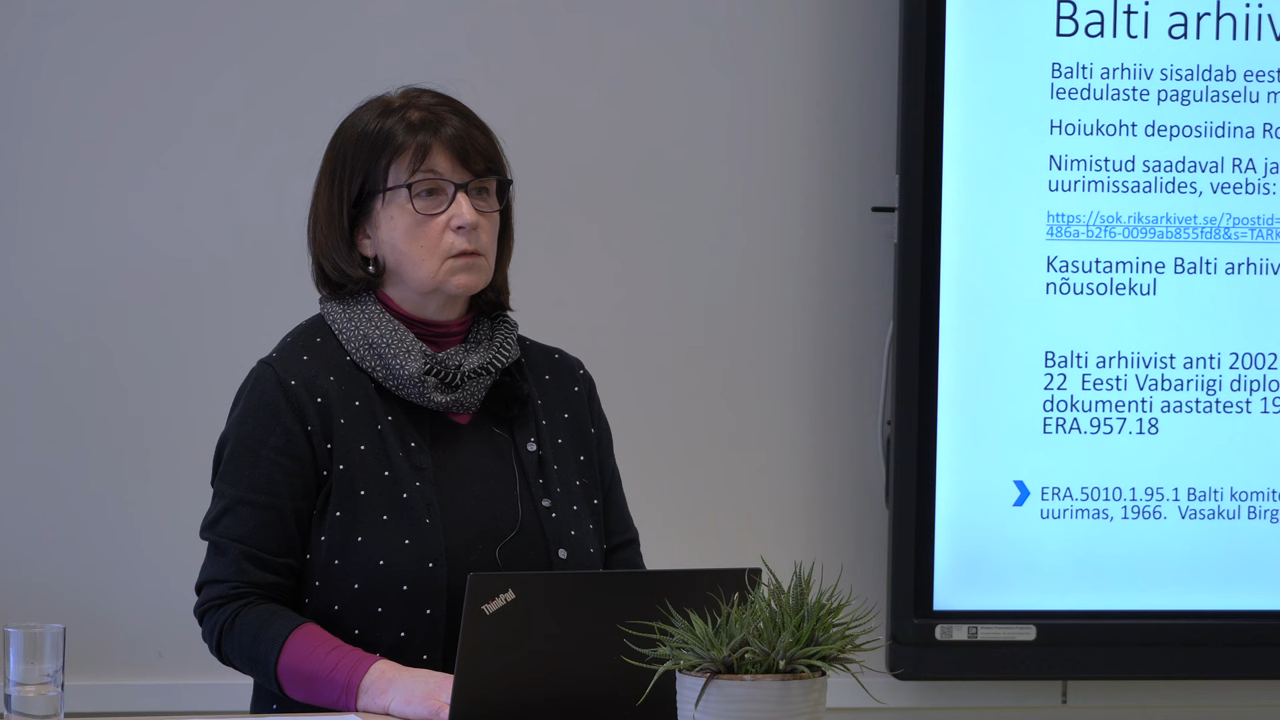 Balti arhiiv
Balti arhiiv sisaldab eest
leedulaste pagulaselu m
Hoiukoht deposiidina Ro
Nimistud saadaval RA ja
uurimissaalides, veebis:
https://sok.riksarkivet.se/?postid=
486a-b2f6-0099ab855fd8&s=TARK
Kasutamine Balti arhiiv
nõusolekul
Balti arhiivist anti 2002
22 Eesti Vabariigi diplo
dokumenti aastatest 19
ERA.957.18
ERA.5010.1.95.1 Balti komite
uurimas, 1966. Vasakul Birg
ThinkPad